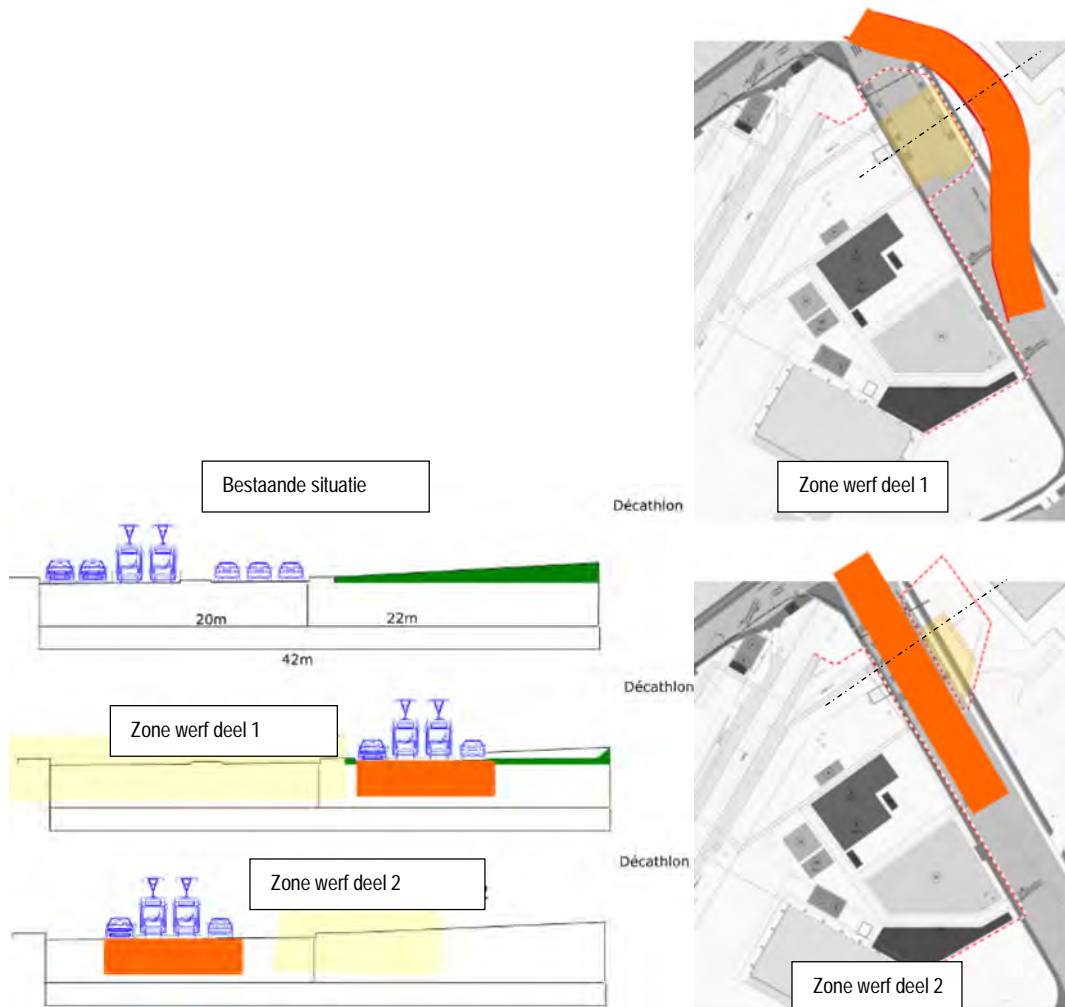 Bestaande situatie
Décathlon
20m
22m
42m
Zone werf deel 1
Décathlon
Zone werf deel 2
Décathlon
Zone werf deel 1
Zone werf deel 2